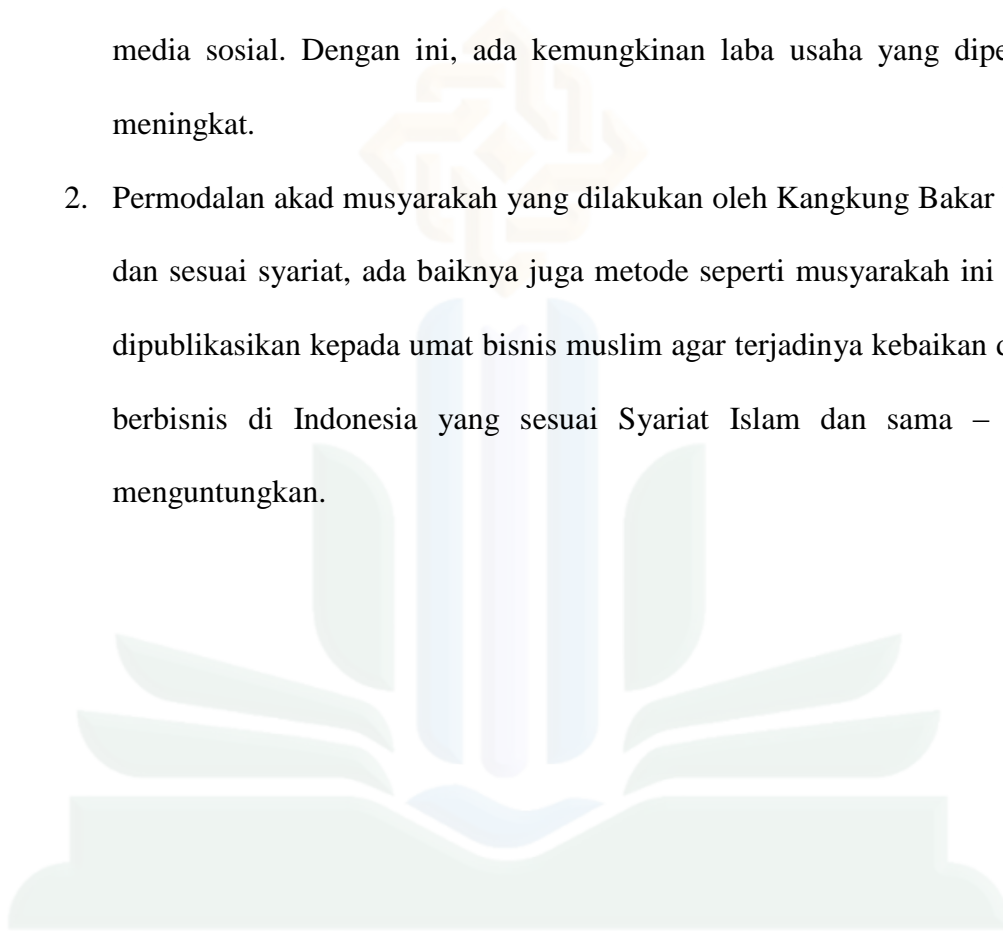 media sosial. Dengan ini, ada kemungkinan laba usaha yang
meningkat.
2. Permodalan akad musyarakah yang dilakukan oleh Kangkung Bakar
dan sesuai syariat, ada baiknya juga metode seperti musyarakah ini
dipublikasikan kepada umat bisnis muslim agar terjadinya kebaikan
berbisnis di Indonesia yang sesuai Syariat Islam dan sama –
menguntungkan.